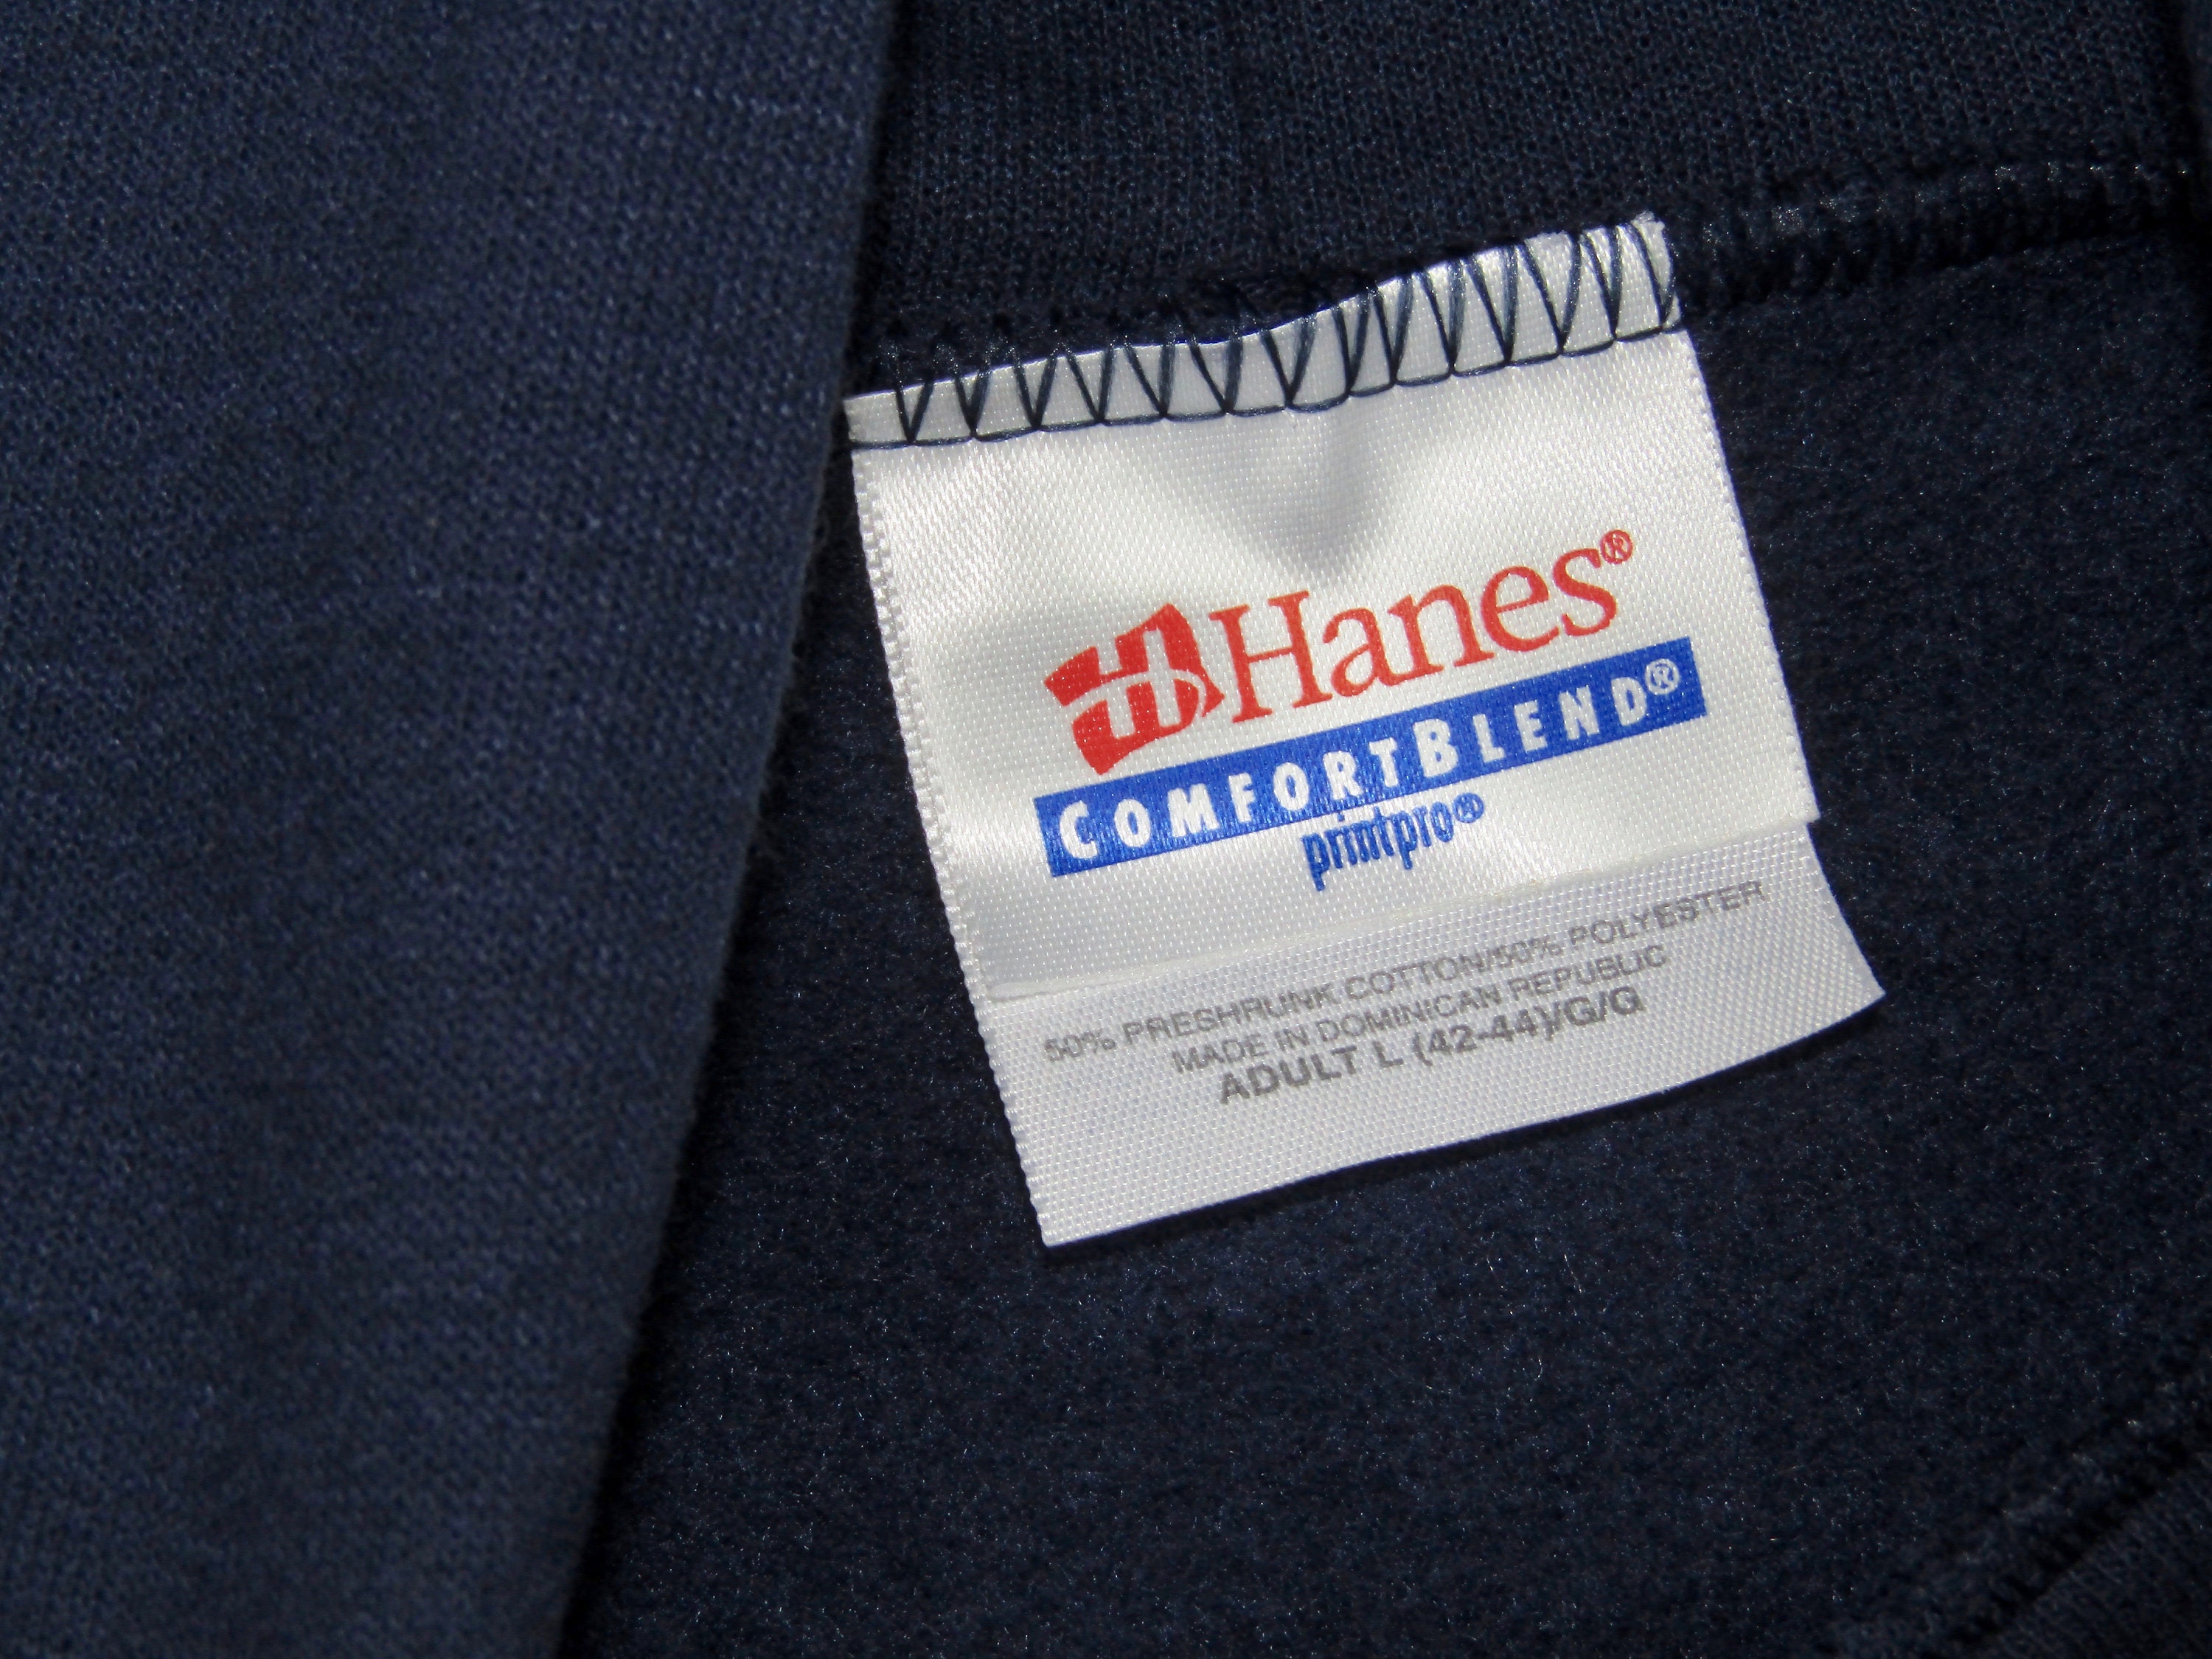 Hanes®
COMFORTBLEND®
printpro®
50% PRESHRUNK COTTON/50% POLYESTER
MADE IN DOMINICAN REPUBLIC
ADULT L (42-44)/G/G